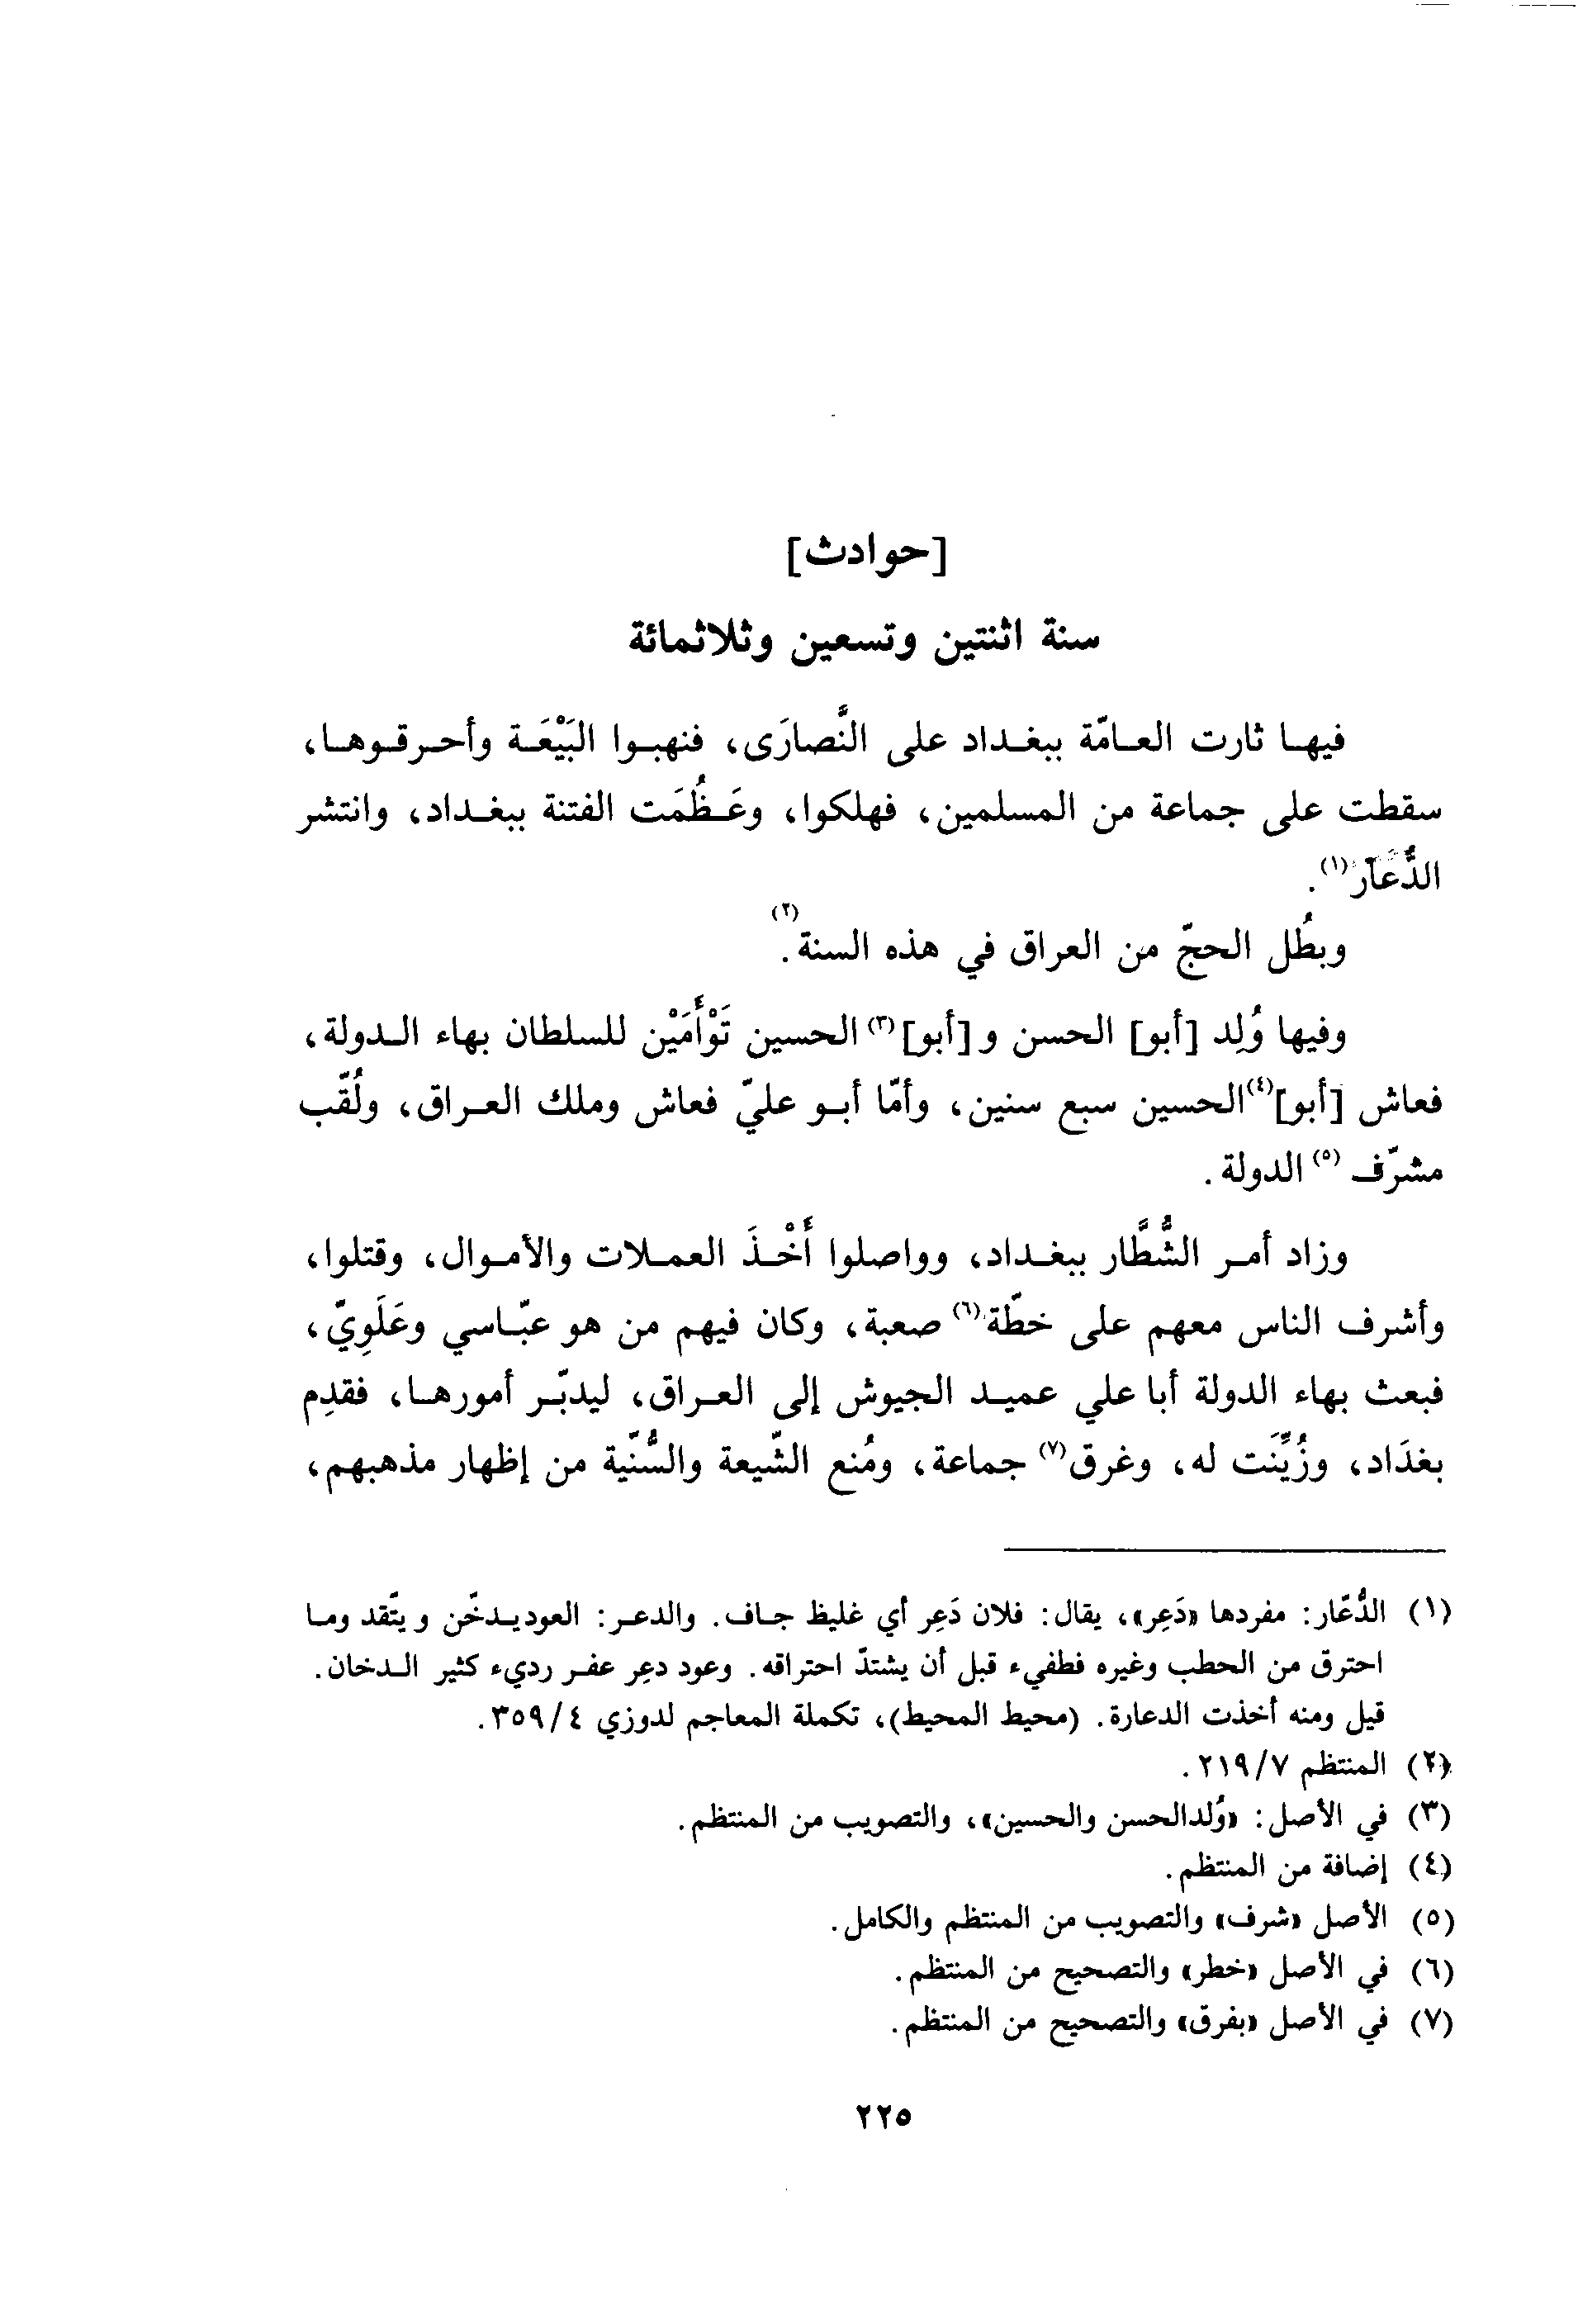 [حوادث]
سنة اثنتين وتسعين وثلاثمائة
فيها ثارت العامّة ببغداد على النَّصارَى، فنهبوا البَيْعَة وأحرقوها،
سقطت على جماعة من المسلمين، فهلكوا، وعَظُمَت الفتنة ببغداد، وانتشر
الدُّعَّار(١).
وبطُل الحجّ من العراق في هذه السنة(٢).
وفيها وُلِد [أبو] الحسن و[أبو](٣) الحسين تَوْأَمَيْن للسلطان بهاء الدولة،
فعاش [أبو](٤) الحسين سبع سنين، وأمّا أبو عليّ فعاش وملك العراق، ولُقّب
مشرّف(٥) الدولة.
وزاد أمر الشُّطَّار ببغداد، وواصلوا أَخْذَ العملات والأموال، وقتلوا،
وأشرف الناس معهم على خطّة(٦) صعبة، وكان فيهم من هو عبّاسي وعَلَوِيّ،
فبعث بهاء الدولة أبا علي عميد الجيوش إلى العراق، ليدبّر أمورها، فقدِم
بغدَاد، وزُيِّنَت له، وغرق(٧) جماعة، ومُنع الشّيعة والسُّنّية من إظهار مذهبهم،
(١) الدُّعّار: مفردها «دَعِر»، يقال: فلان دَعِر أي غليظ جاف. والدعر: العود يدخّن ويتّقد وما
احترق من الحطب وغيره فطفيء قبل أن يشتدّ احتراقه. وعود دعِر عفر رديء كثير الدخان.
قيل ومنه أخذت الدعارة. (محيط المحيط)، تكملة المعاجم لدوزي ٤/٣٥٩.
(٢) المنتظم ٧/٢١٩.
(٣) في الأصل: «وُلدالحسن والحسين»، والتصويب من المنتظم.
(٤) إضافة من المنتظم.
(٥) الأصل «شرف» والتصويب من المنتظم والكامل.
(٦) في الأصل «خطر» والتصحيح من المنتظم.
(٧) في الأصل «بفرق» والتصحيح من المنتظم.
٢٢٥